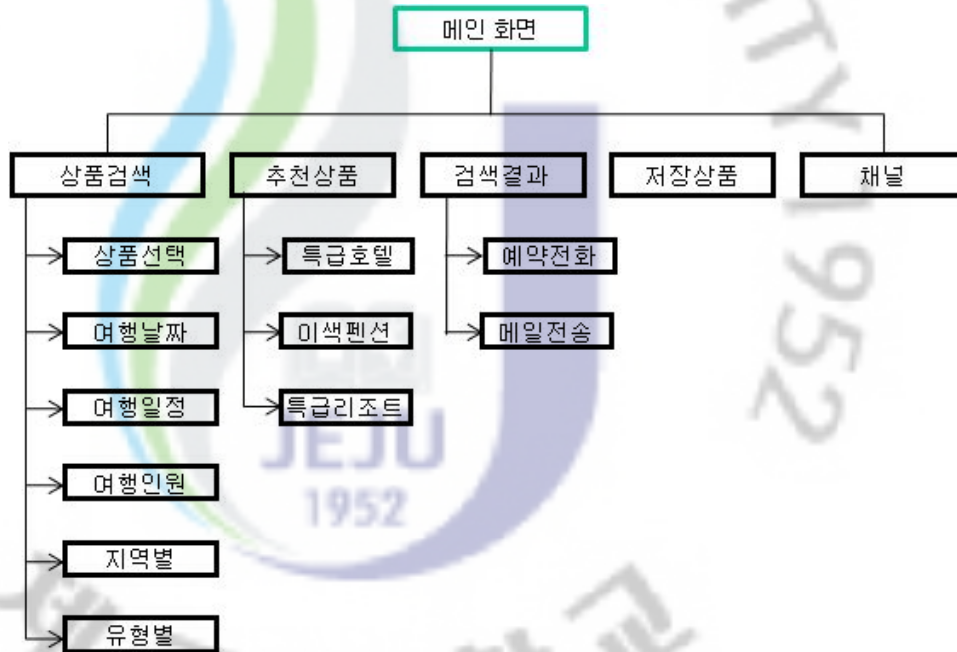 메인 화면
상품검색
추천상품
검색결과
저장상품
채널
상품선택
여행날짜
여행일정
여행인원
지역별
유형별
특급호텔
이색펜션
특급리조트
예약전화
메일전송
JEJU
1952
ITY 1952